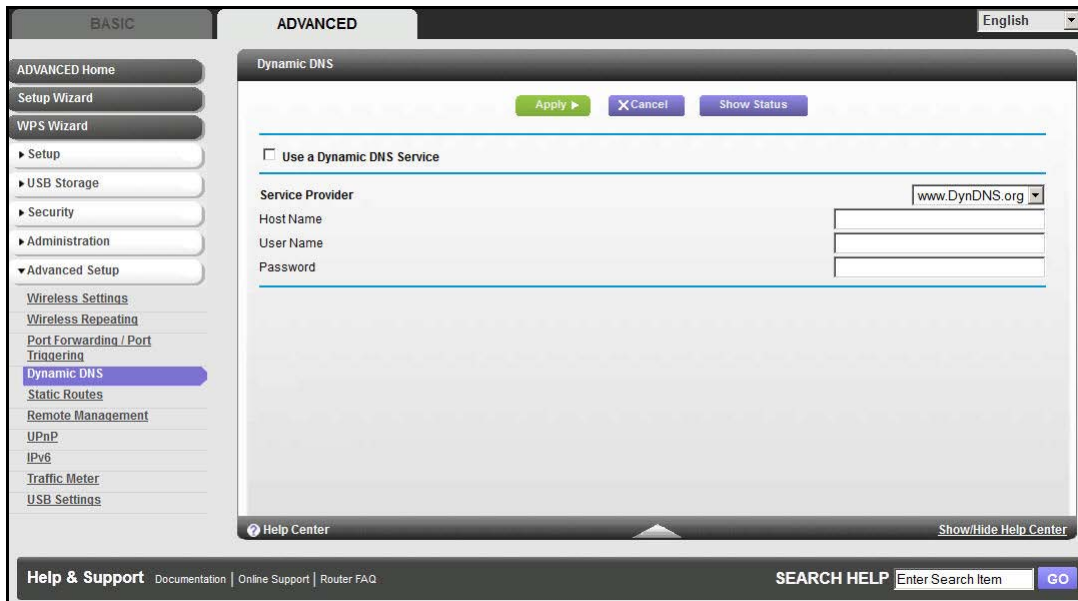 BASIC
ADVANCED
English
ADVANCED Home
Setup Wizard
WPS Wizard
Setup
USB Storage
Security
Administration
Advanced Setup
Wireless Settings
Wireless Repeating
Port Forwarding / Port
Triggering
Dynamic DNS
Static Routes
Remote Management
UPnP
IPv6
Traffic Meter
USB Settings
Dynamic DNS
Apply
Cancel
Show Status
Use a Dynamic DNS Service
Service Provider
www.DynDNS.org
Host Name
User Name
Password
Help Center
Show/Hide Help Center
Help & Support Documentation | Online Support | Router FAQ
SEARCH HELP Enter Search Item GO